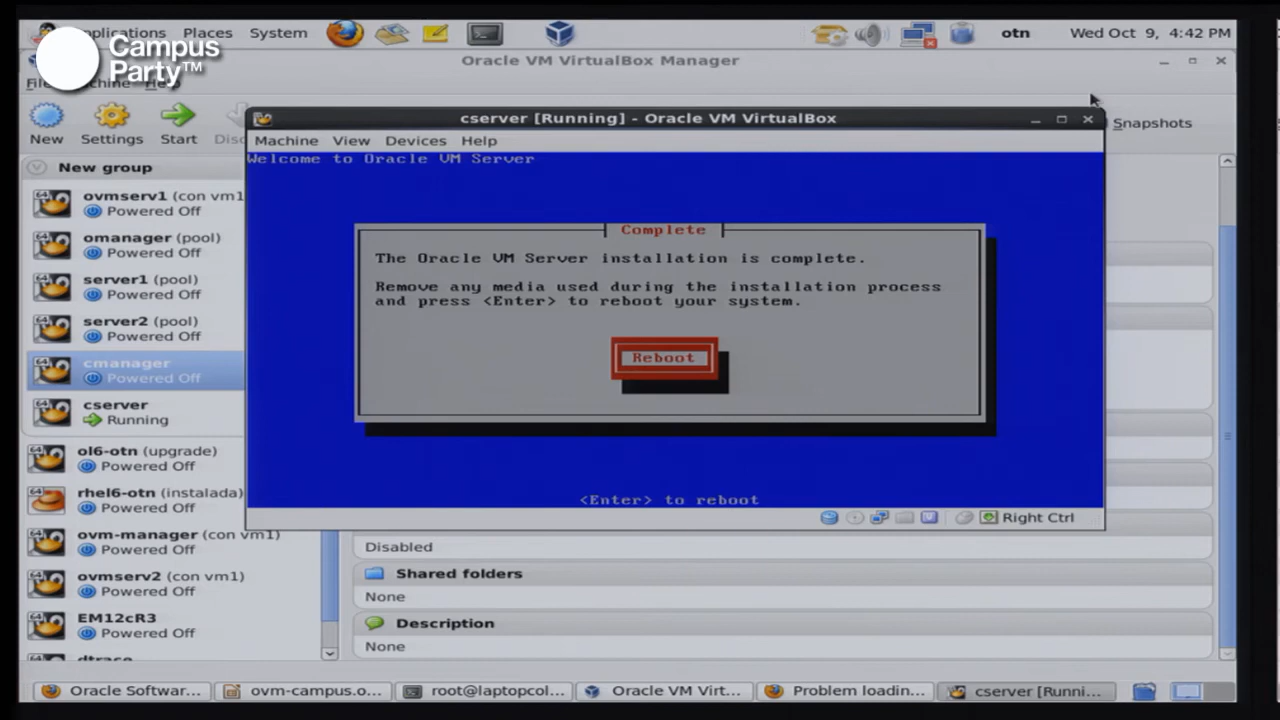 Applications Places System
otn Wed Oct 9, 4:42 PM
Campus
Party™
Oracle VM VirtualBox Manager
File Machine Help
New Settings Start
Snapshots
New group
ovmserv1 (con vm1
Powered Off
omanager (pool)
Powered Off
server1 (pool)
Powered Off
server2 (pool)
Powered Off
cmanager
Powered Off
cserver
Running
ol6-otn (upgrade)
Powered Off
rhel6-otn (instalada)
Powered Off
ovm-manager (con vm1)
Powered Off
ovmserv2 (con vm1)
Powered Off
EM12cR3
Powered Off
dtrace
cserver [Running] - Oracle VM VirtualBox
Machine View Devices Help
Welcome to Oracle VM Server
Complete
The Oracle VM Server installation is complete.
Remove any media used during the installation process
and press <Enter> to reboot your system.
Reboot
<Enter> to reboot
Right Ctrl
Disabled
Shared folders
None
Description
None
Oracle Softwar... ovm-campus.o... root@laptopcol... Oracle VM Virt... Problem loadin... cserver [Runni...